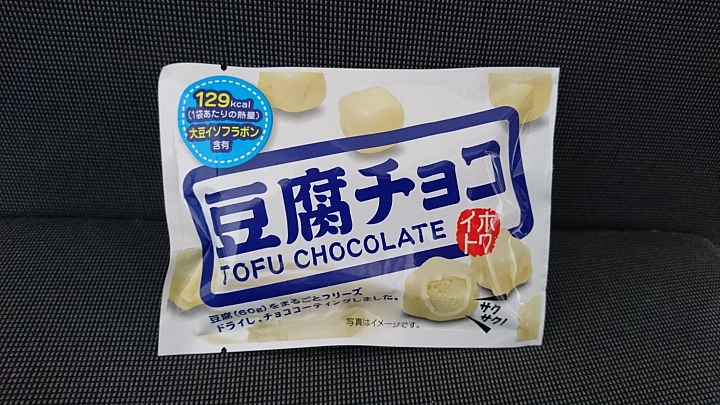 129kcal
(1袋あたりの熱量)
大豆イソフラボン
含有
豆腐チョコ
TOFU CHOCOLATE
ホワイト
豆腐(60g)をまるごとフリーズ
ドライし、チョココーティングしました。
写真はイメージです。
サク
サク!